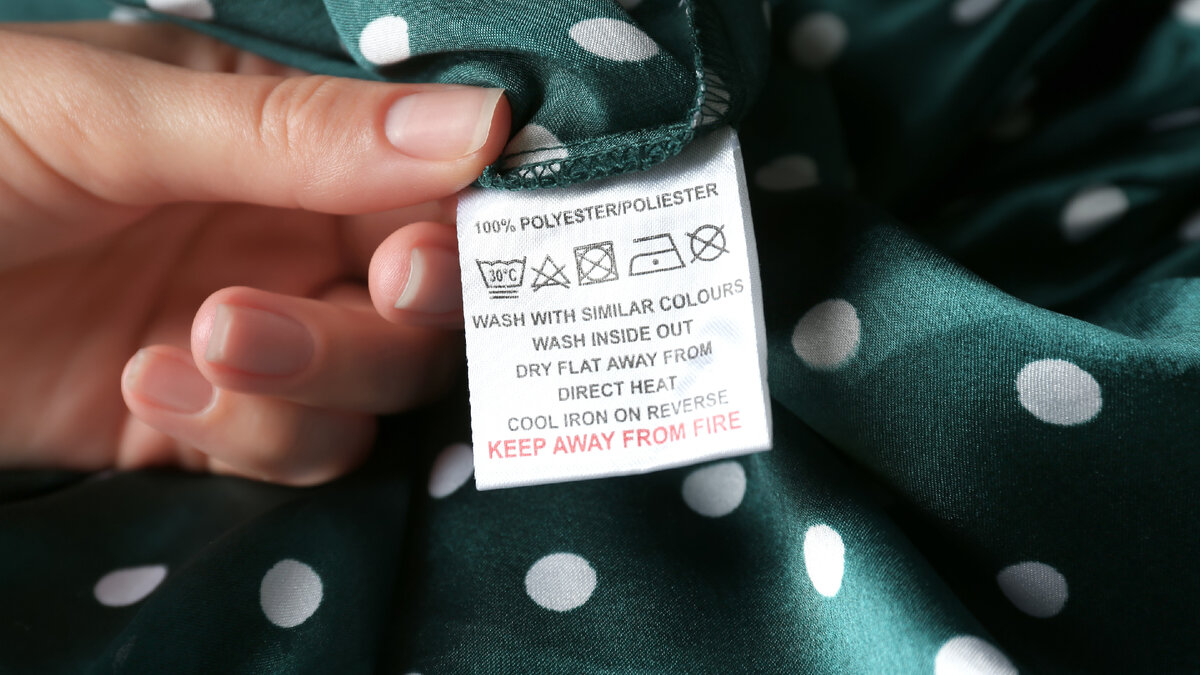 100% POLYESTER/POLIESTER
30°C
WASH WITH SIMILAR COLOURS
WASH INSIDE OUT
DRY FLAT AWAY FROM
DIRECT HEAT
COOL IRON ON REVERSE
KEEP AWAY FROM FIRE